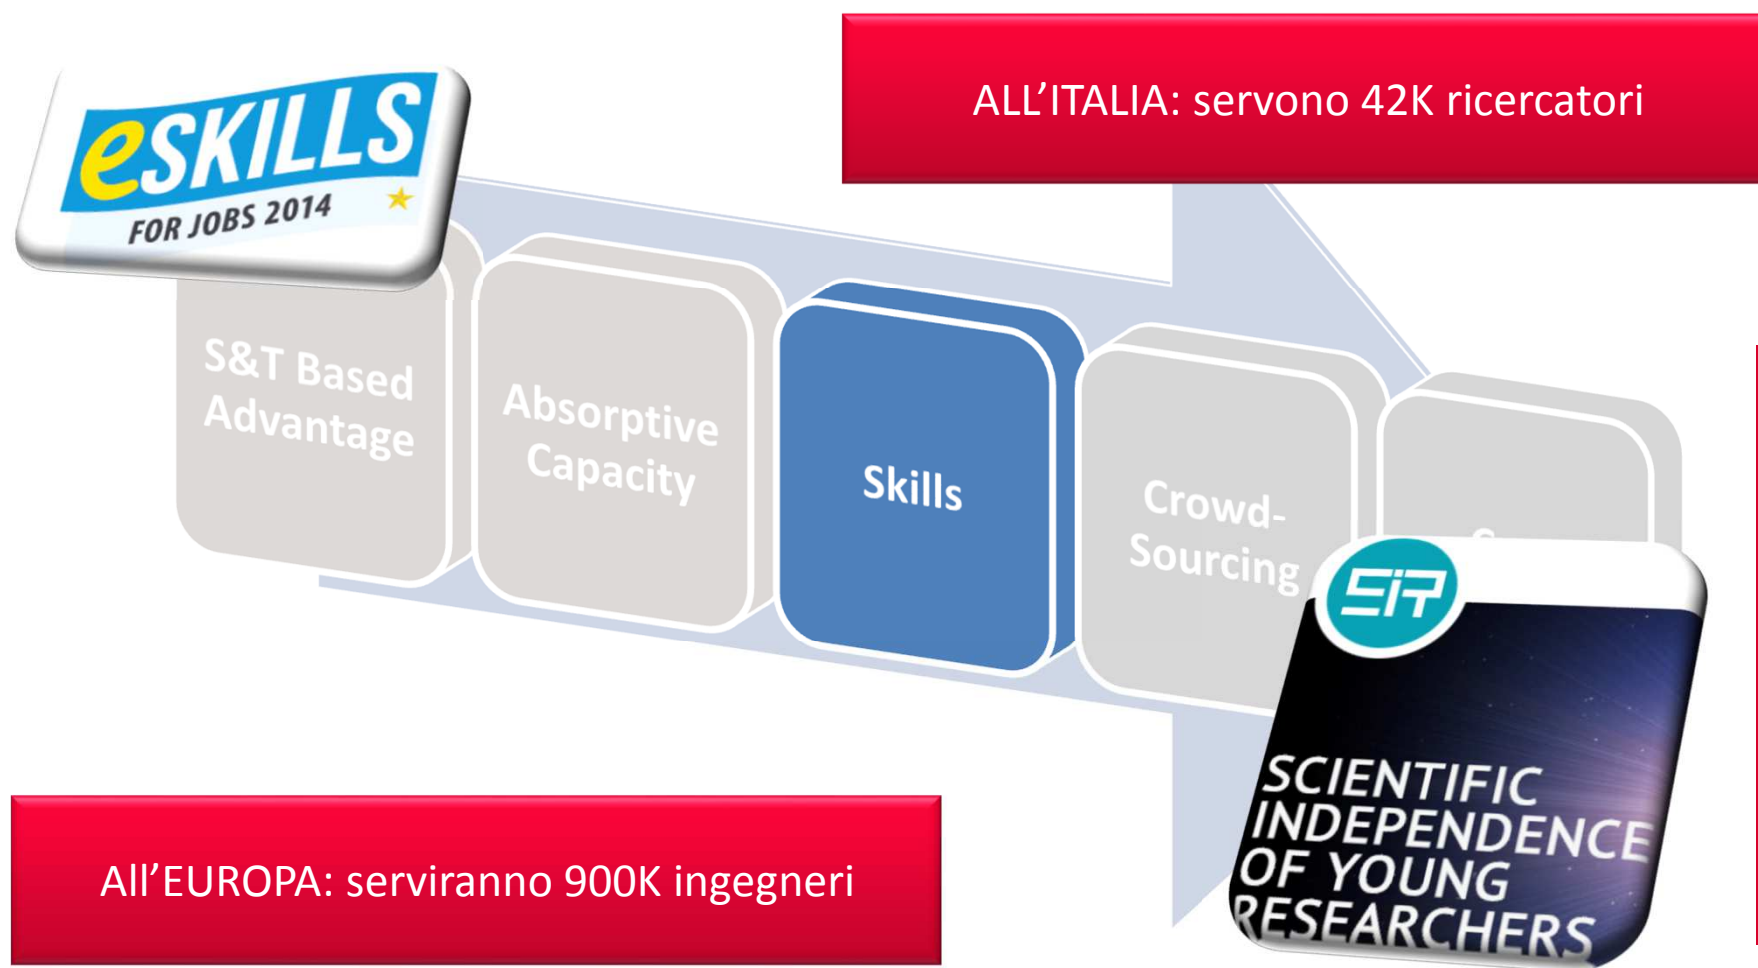 ALL’ITALIA: servono 42K ricercatori
eSKILLS
FOR JOBS 2014
S&T Based
Advantage
Absorptive
Capacity
Skills
Crowd-
Sourcing
SiR
SCIENTIFIC
INDEPENDENCE
OF YOUNG
RESEARCHERS
All’EUROPA: serviranno 900K ingegneri